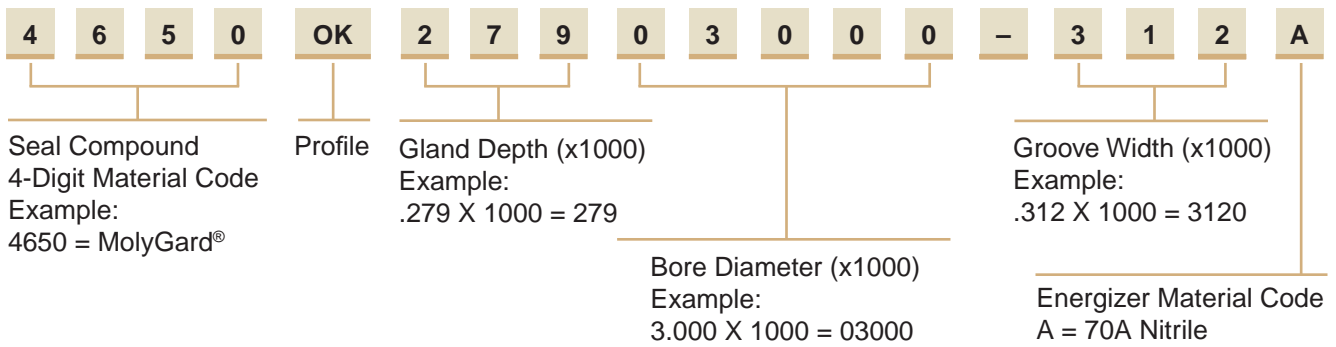 4 6 5 0 OK 2 7 9 0 3 0 0 0 – 3 1 2 A
Seal Compound
4-Digit Material Code
Example:
4650 = MolyGard®
Profile
Gland Depth (x1000)
Example:
.279 X 1000 = 279
Bore Diameter (x1000)
Example:
3.000 X 1000 = 03000
Groove Width (x1000)
Example:
.312 X 1000 = 3120
Energizer Material Code
A = 70A Nitrile